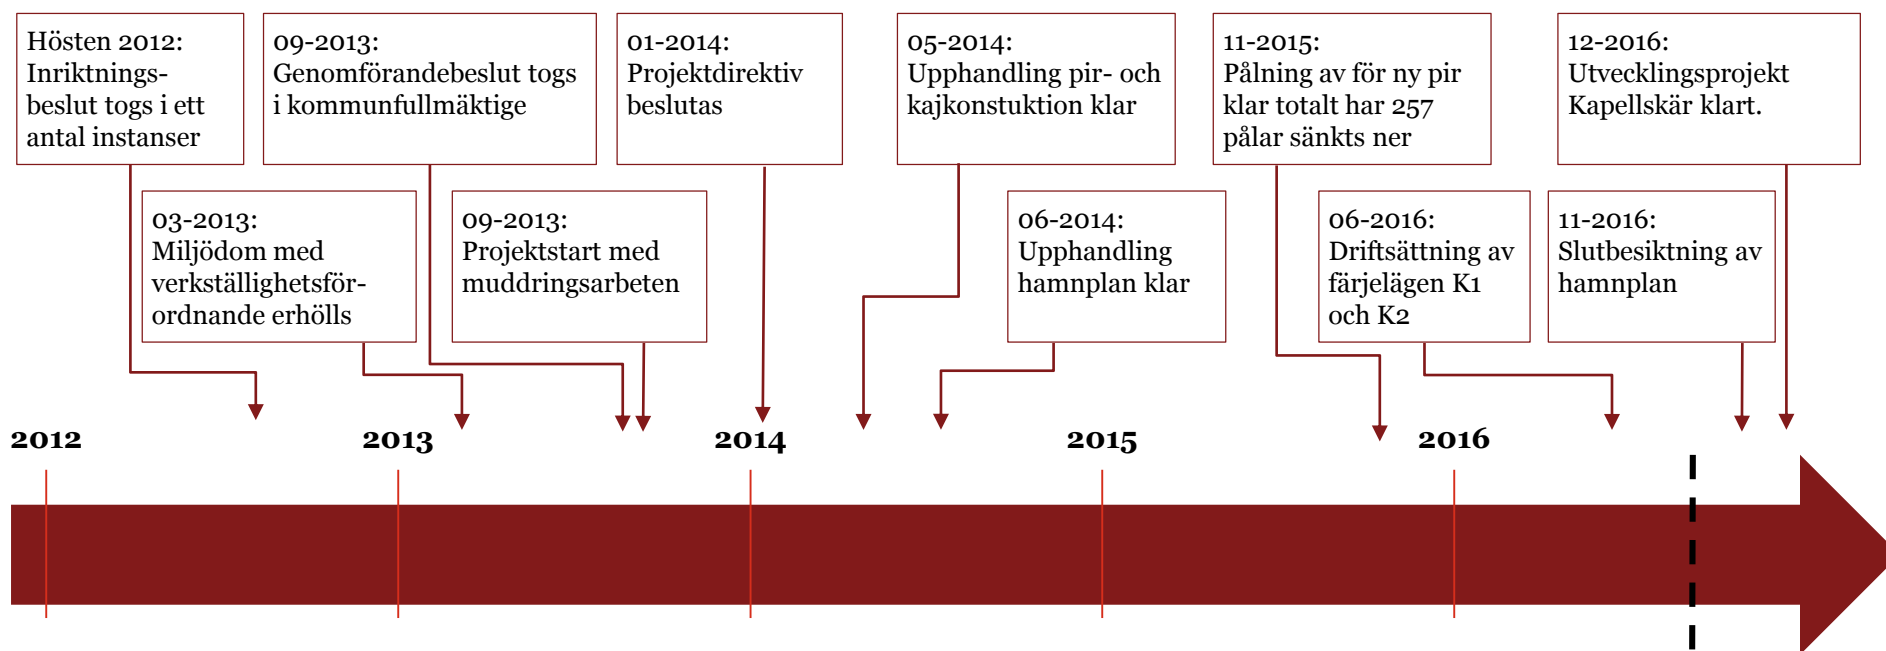 Hösten 2012:
Inriktnings-
beslut togs i ett
antal instanser
09-2013:
Genomförandebeslut togs
i kommunfullmäktige
01-2014:
Projektdirektiv
beslutas
05-2014:
Upphandling pir- och
kajkonstuktion klar
11-2015:
Pålning av för ny pir
klar totalt har 257
pålar sänkts ner
12-2016:
Utvecklingsprojekt
Kapellskär klart.
03-2013:
Miljödom med
verkställighetsför-
ordnande erhölls
09-2013:
Projektstart med
muddringsarbeten
06-2014:
Upphandling
hamnplan klar
06-2016:
Driftsättning av
färjelägen K1
och K2
11-2016:
Slutbesiktning av
hamnplan
2012
2013
2014
2015
2016